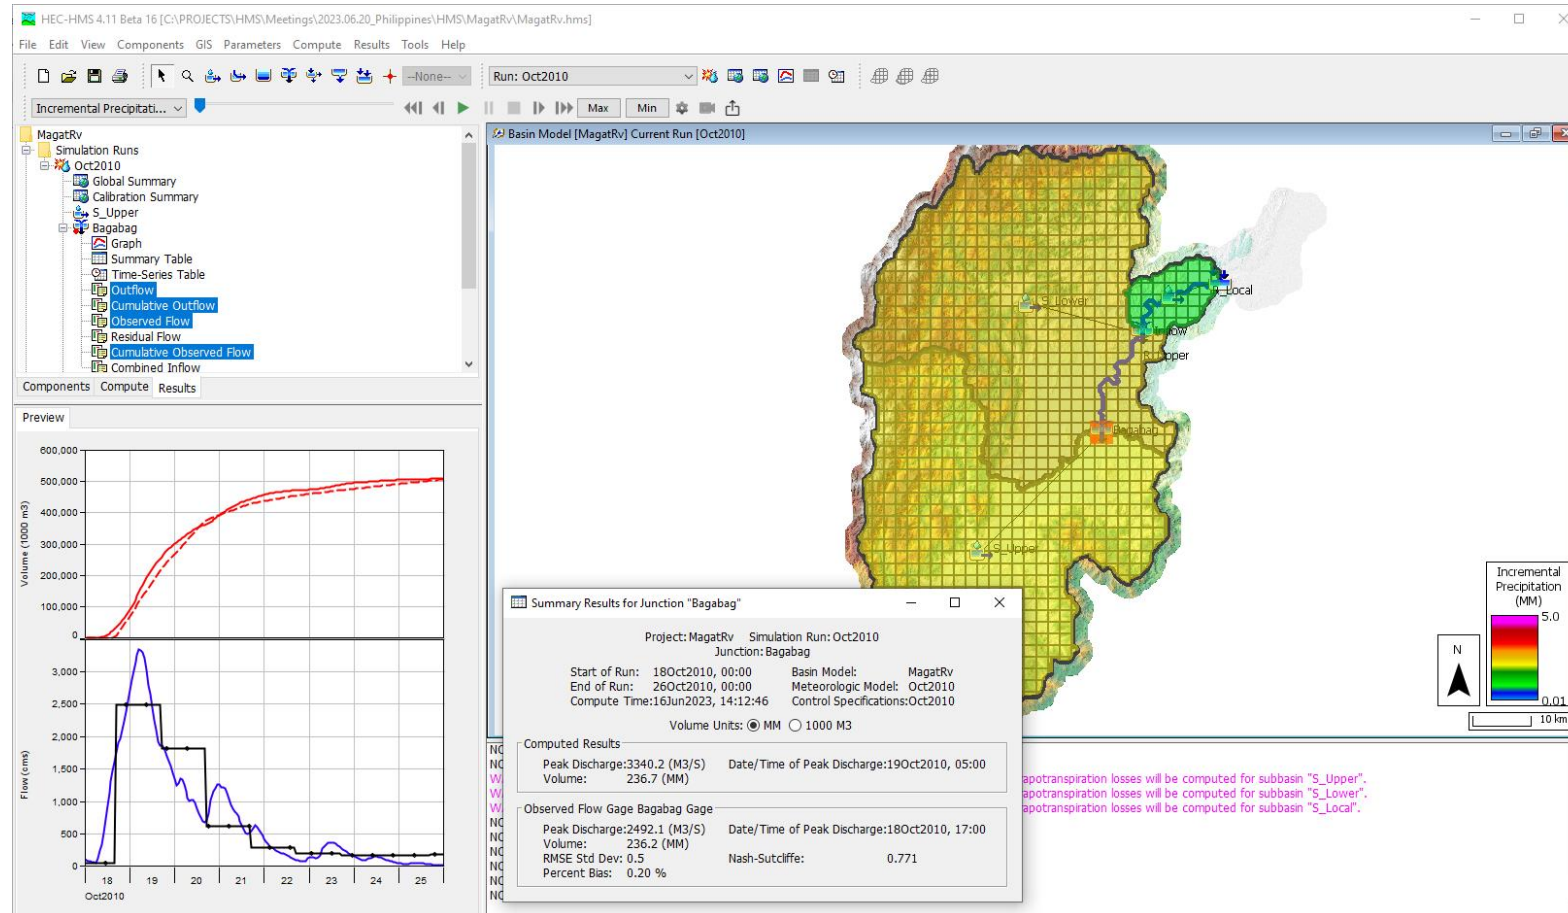 HEC-HMS 4.11 Beta 16 [C:\PROJECTS\HMS\Meetings\2023.06.20_Philippines\HMS\MagatRv\MagatRv.hms]
File Edit View Components GIS Parameters Compute Results Tools Help
--None-- Run: Oct2010
Incremental Precipitati... Max Min
MagatRv
Simulation Runs
Oct2010
Global Summary
Calibration Summary
S_Upper
Bagabag
Graph
Summary Table
Time-Series Table
Outflow
Cumulative Outflow
Observed Flow
Residual Flow
Cumulative Observed Flow
Combined Inflow
Components Compute Results
Preview
600,000
500,000
400,000
300,000
200,000
100,000
0
Volume (1000 m3)
3,000
2,500
2,000
1,500
1,000
500
0
Flow (cms)
18 19 20 21 22 23 24 25
Oct2010
Basin Model [MagatRv] Current Run [Oct2010]
S_Lower
Local
Upper
Bagabag
S_Upper
Incremental
Precipitation
(MM)
5.0
0.01
N
10 km
Summary Results for Junction "Bagabag"
Project: MagatRv Simulation Run: Oct2010
Junction: Bagabag
Start of Run: 18Oct2010, 00:00 Basin Model: MagatRv
End of Run: 26Oct2010, 00:00 Meteorologic Model: Oct2010
Compute Time:16Jun2023, 14:12:46 Control Specifications:Oct2010
Volume Units: MM 1000 M3
Computed Results
Peak Discharge:3340.2 (M3/S) Date/Time of Peak Discharge:19Oct2010, 05:00
Volume: 236.7 (MM)
Observed Flow Gage Bagabag Gage
Peak Discharge:2492.1 (M3/S) Date/Time of Peak Discharge:18Oct2010, 17:00
Volume: 236.2 (MM)
RMSE Std Dev: 0.5 Nash-Sutcliffe: 0.771
Percent Bias: 0.20 %
apotranspiration losses will be computed for subbasin "S_Upper".
apotranspiration losses will be computed for subbasin "S_Lower".
apotranspiration losses will be computed for subbasin "S_Local".